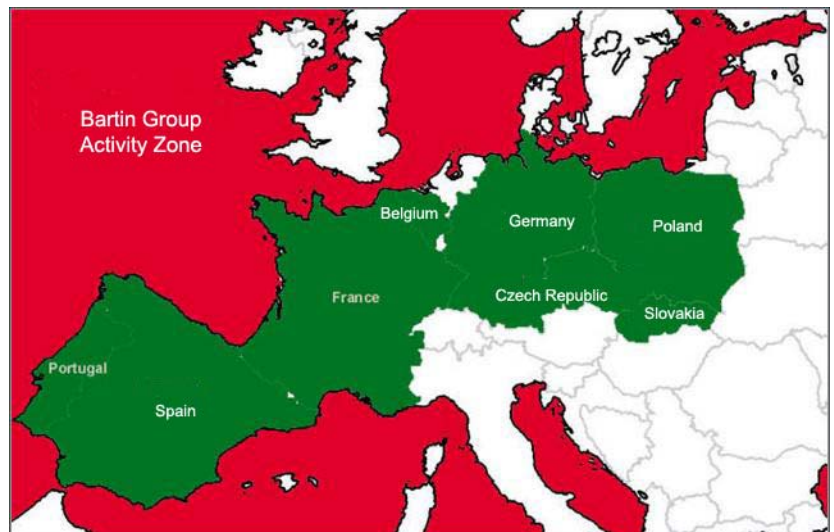 Bartin Group
Activity Zone
Belgium
Germany
Poland
Czech Republic
France
Slovakia
Portugal
Spain